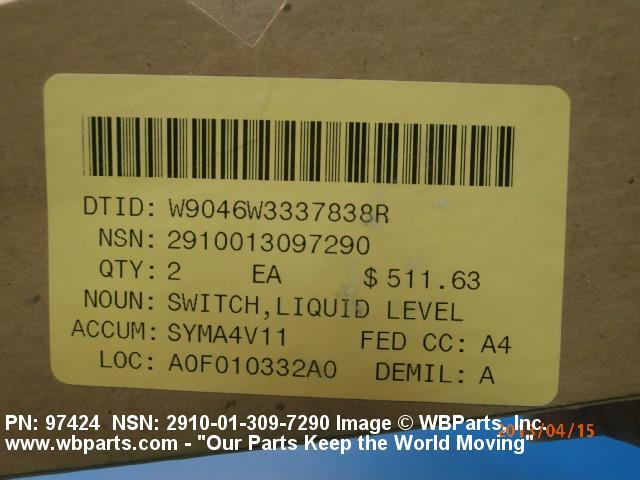 DTID: W9046W3337838R
NSN: 2910013097290
QTY: 2 EA $ 511.63
NOUN: SWITCH,LIQUID LEVEL
ACCUM: SYMA4V11 FED CC: A4
LOC: A0F010332A0 DEMIL: A
PN: 97424 NSN: 2910-01-309-7290 Image © WBParts, Inc.
www.wbparts.com - "Our Parts Keep the World Moving"
2013/04/15